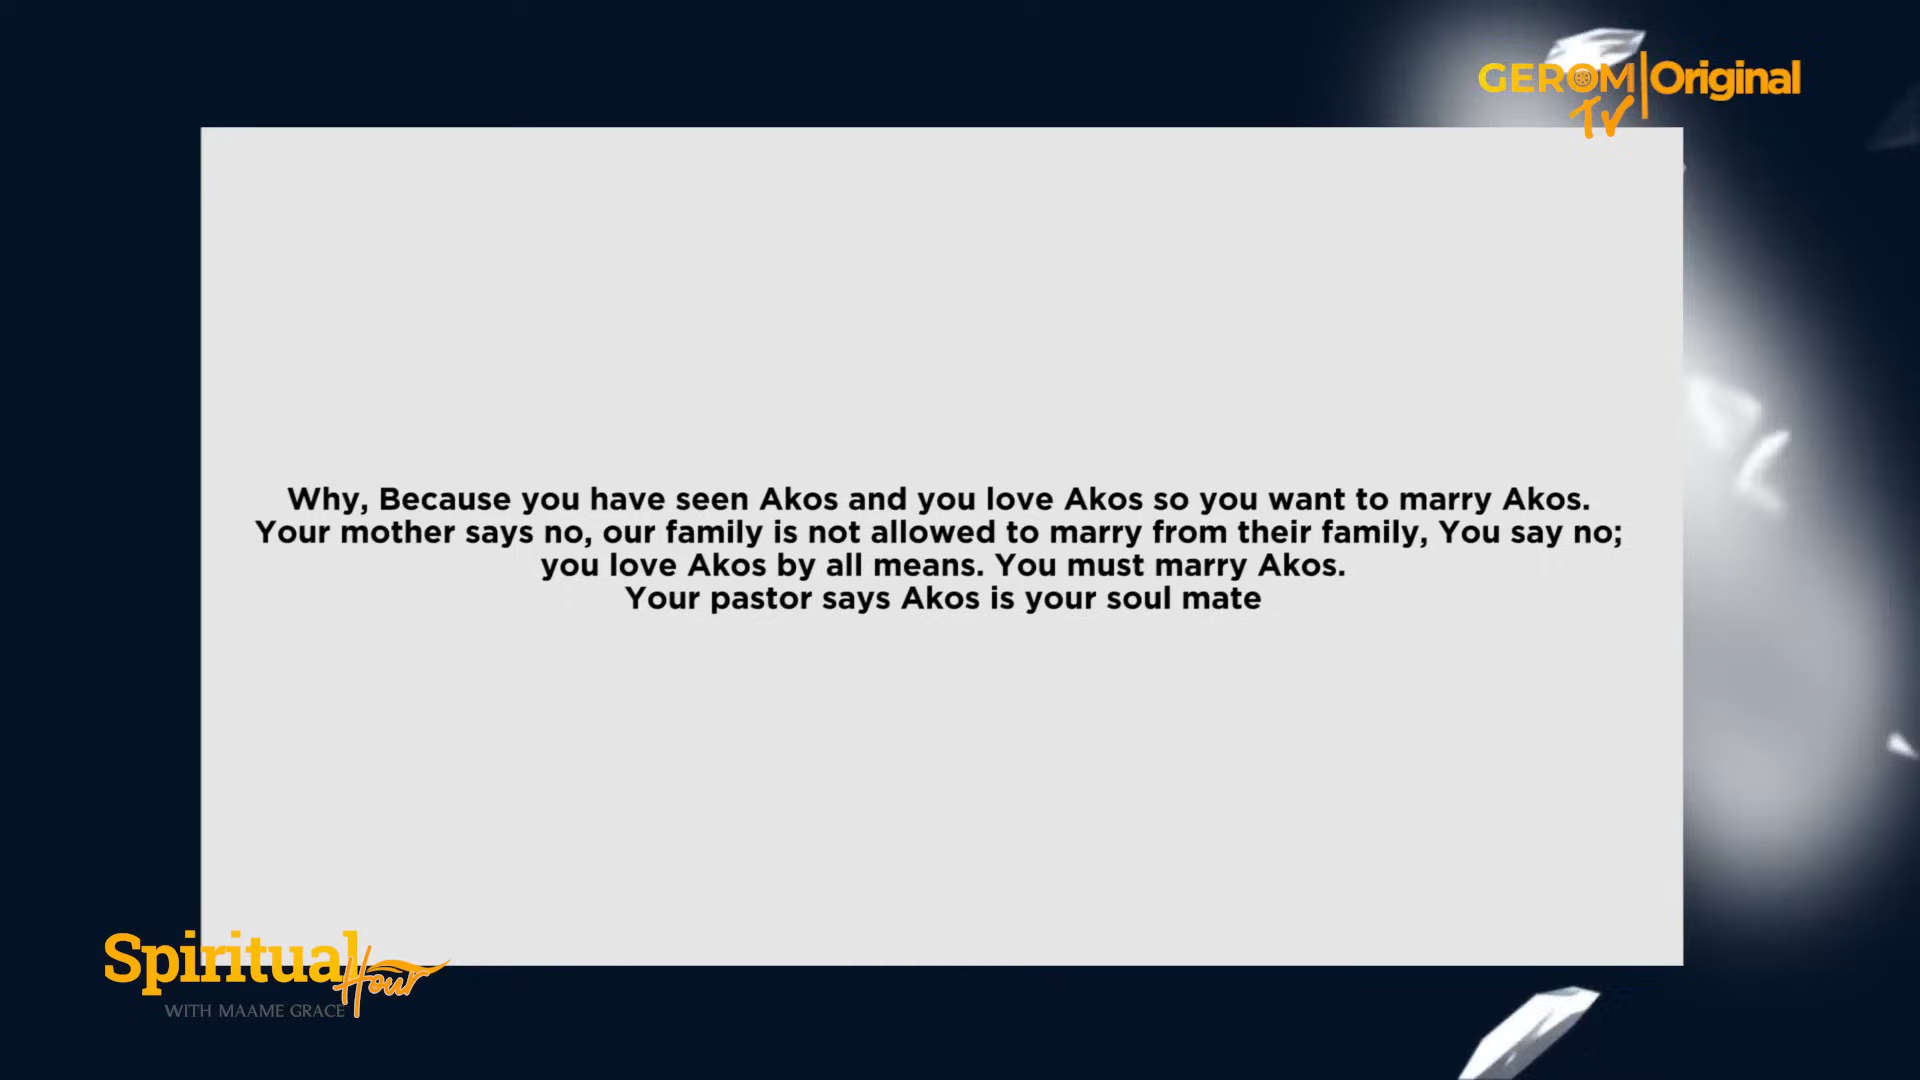 GEROM TV | Original
Why, Because you have seen Akos and you love Akos so you want to marry Akos.
Your mother says no, our family is not allowed to marry from their family, You say no;
you love Akos by all means. You must marry Akos.
Your pastor says Akos is your soul mate
Spiritual Hour
WITH MAAME GRACE